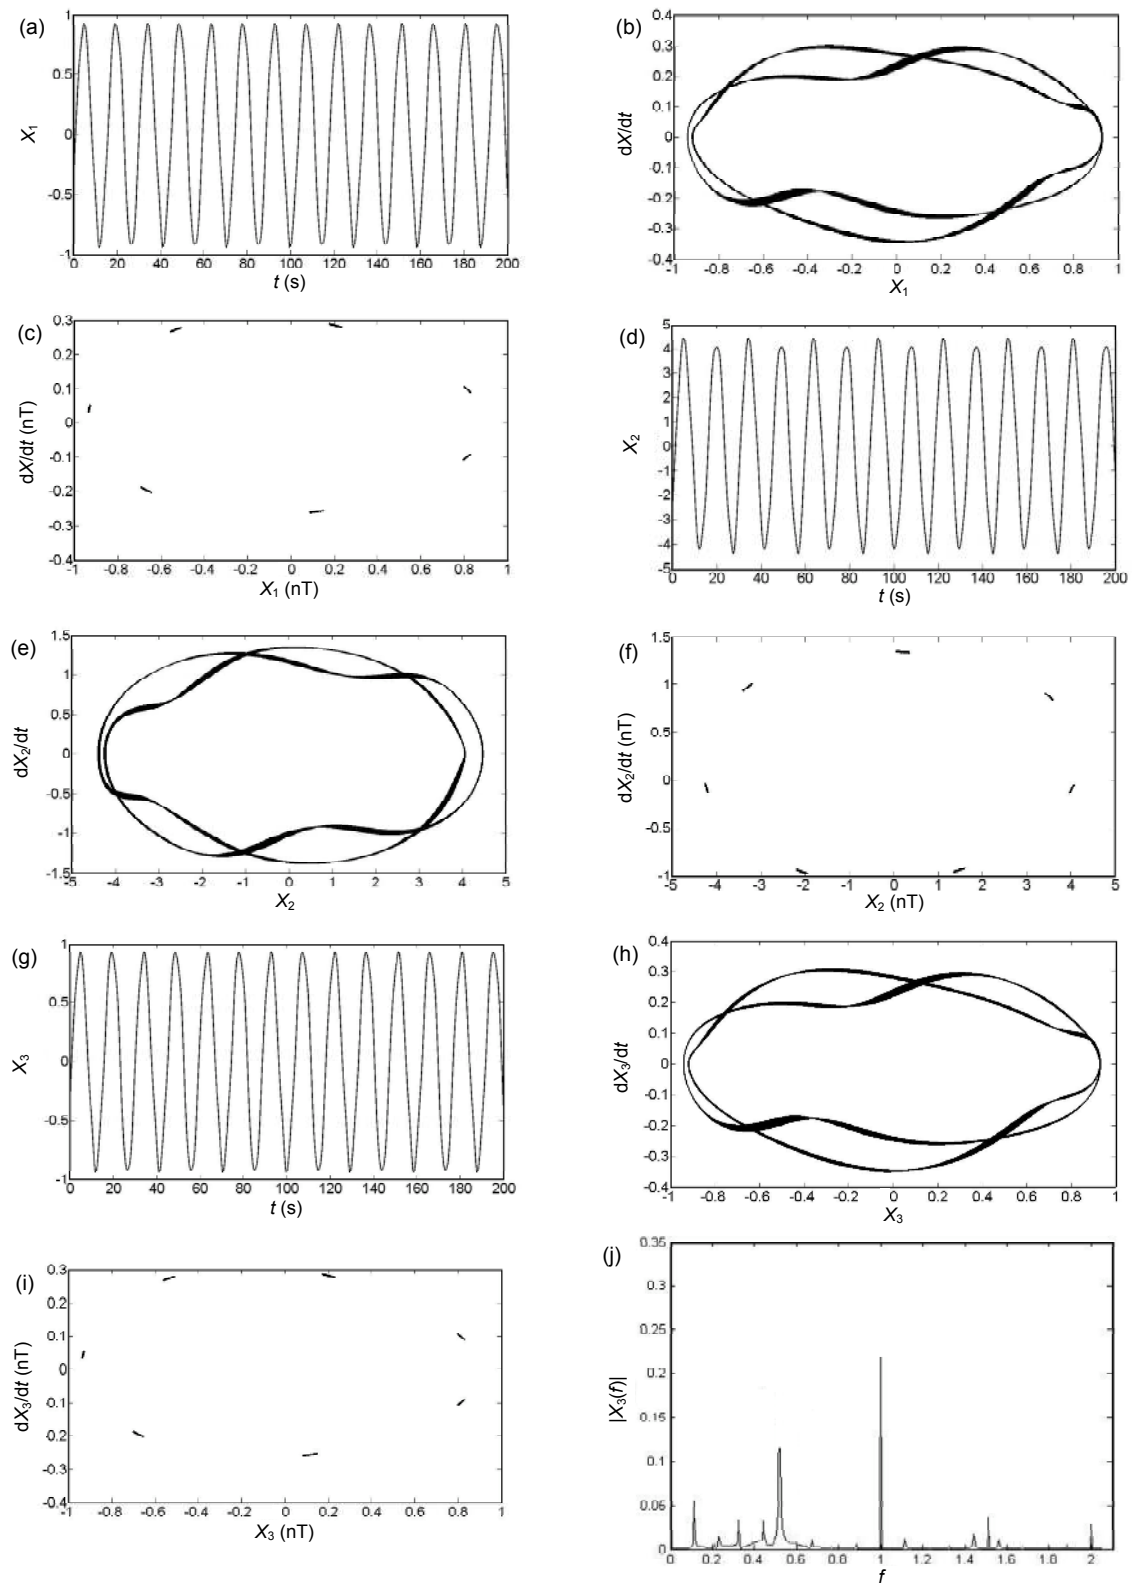 (a)
1
0.5
0
-0.5
-1
X₁
0 20 40 60 80 100 120 140 160 180 200
t (s)
(b)
0.4
0.3
0.2
0.1
0
-0.1
-0.2
-0.3
-0.4
dX/dt
-1 -0.8 -0.6 -0.4 -0.2 0 0.2 0.4 0.6 0.8 1
X₁
(c)
0.3
0.2
0.1
0
-0.1
-0.2
-0.3
-0.4
dX/dt (nT)
-1 -0.8 -0.6 -0.4 -0.2 0 0.2 0.4 0.6 0.8 1
X₁ (nT)
(d)
5
4
3
2
1
0
-1
-2
-3
-4
-5
X₂
0 20 40 60 80 100 120 140 160 180 200
t (s)
(e)
1.5
1
0.5
0
-0.5
-1
-1.5
dX₂/dt
-5 -4 -3 -2 -1 0 1 2 3 4 5
X₂
(f)
1.5
1
0.5
0
-0.5
-1
dX₂/dt (nT)
-5 -4 -3 -2 -1 0 1 2 3 4 5
X₂ (nT)
(g)
1
0.5
0
-0.5
-1
X₃
0 20 40 60 80 100 120 140 160 180 200
t (s)
(h)
0.4
0.3
0.2
0.1
0
-0.1
-0.2
-0.3
-0.4
dX₃/dt
-1 -0.8 -0.6 -0.4 -0.2 0 0.2 0.4 0.6 0.8 1
X₃
(i)
0.3
0.2
0.1
0
-0.1
-0.2
-0.3
-0.4
dX₃/dt (nT)
-1 -0.8 -0.6 -0.4 -0.2 0 0.2 0.4 0.6 0.8 1
X₃ (nT)
(j)
0.35
0.3
0.25
0.2
0.15
0.1
0.05
0
|X₃(f)|
0 0.2 0.4 0.6 0.8 1 1.2 1.4 1.6 1.8 2
f